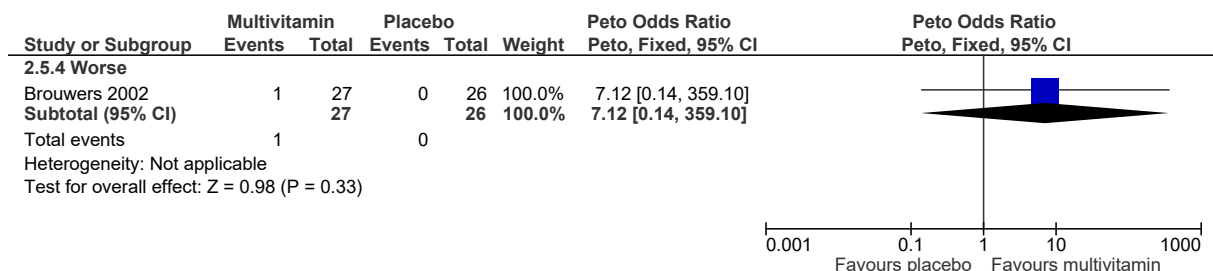 Multivitamin Placebo Peto Odds Ratio Peto Odds Ratio
Study or Subgroup Events Total Events Total Weight Peto, Fixed, 95% CI Peto, Fixed, 95% CI
2.5.4 Worse
Brouwers 2002 1 27 0 26 100.0% 7.12 [0.14, 359.10]
Subtotal (95% CI) 27 26 100.0% 7.12 [0.14, 359.10]
Total events 1 0
Heterogeneity: Not applicable
Test for overall effect: Z = 0.98 (P = 0.33)
0.001 0.1 1 10 1000
Favours placebo Favours multivitamin